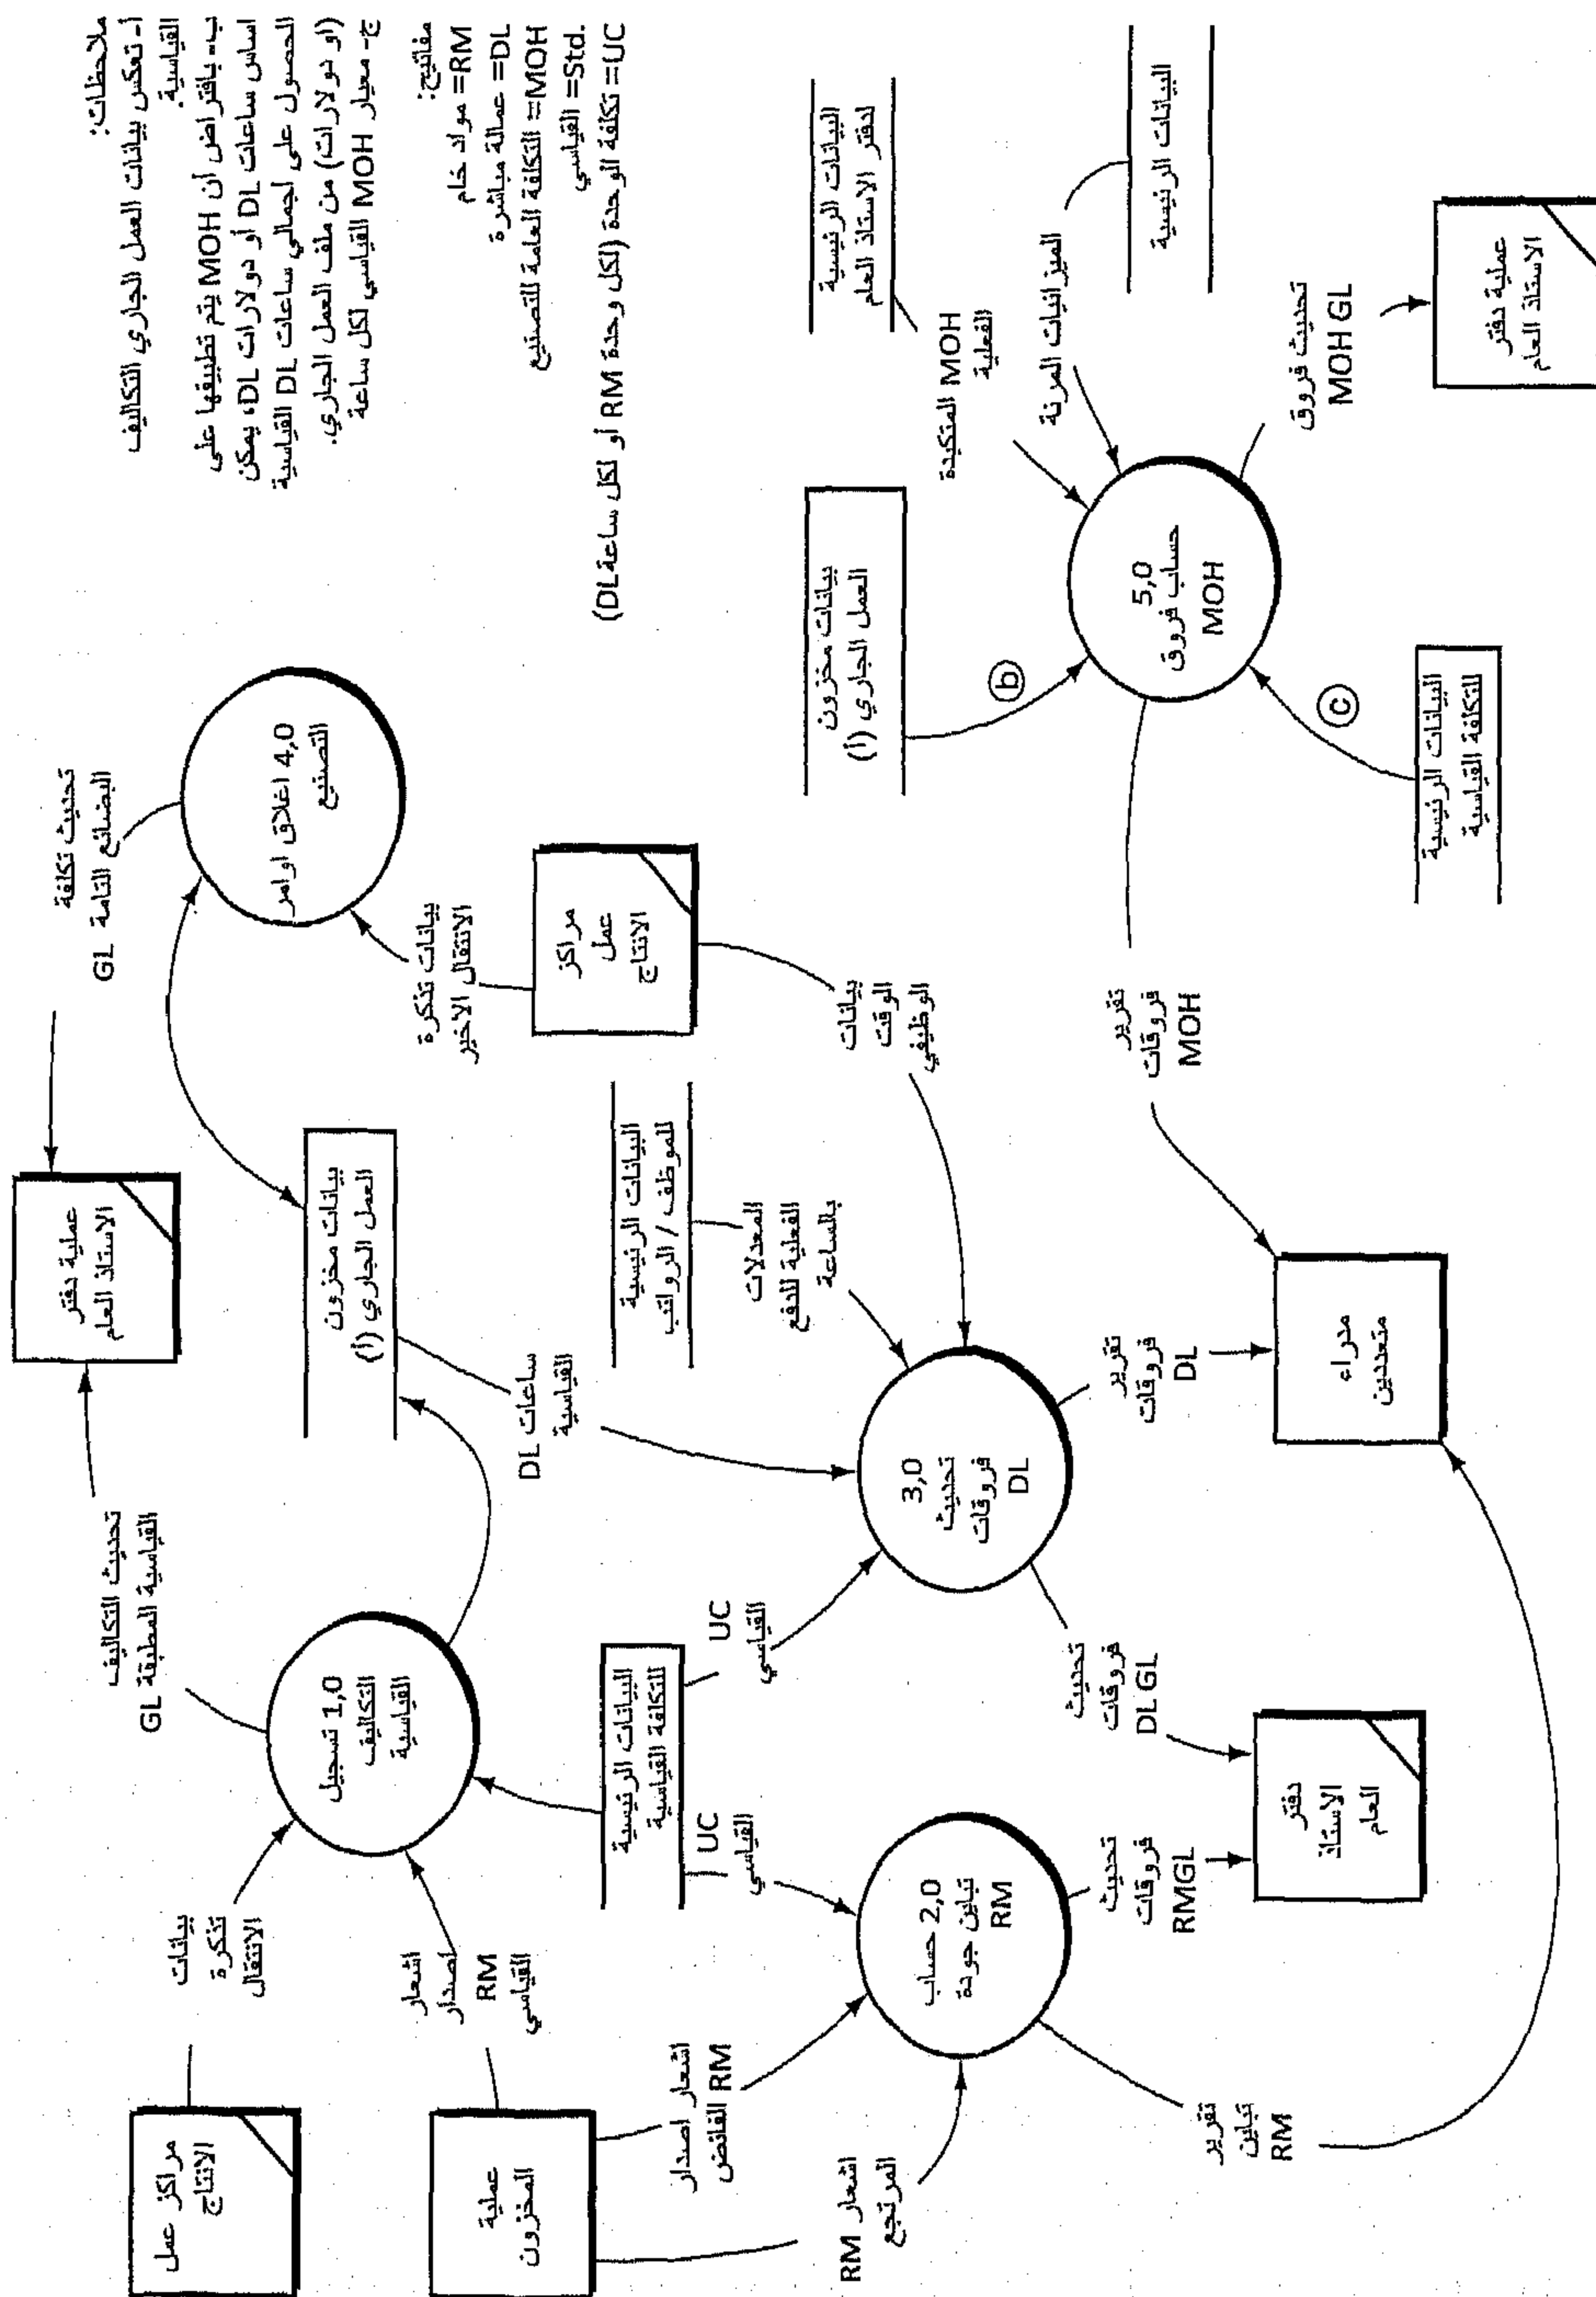 ملاحظات:
أ- تعكس بيانات العمل الجاري التكاليف
القياسية.
ب- بافتراض أن MOH يتم تطبيقها على
اساس ساعات DL أو دولارات DL، يمكن
الحصول على اجمالي ساعات DL القياسية
(او دولارات) من ملف العمل الجاري.
ج- معيار MOH القياسي لكل ساعة
مفاتيح:
RM= مواد خام
DL= عمالة مباشرة
MOH= التكلفة العامة للتصنيع
Std.= القياسي
UC= تكلفة الوحدة (لكل وحدة RM أو لكل ساعة DL)
مراكز عمل
الانتاج
بيانات
تذكرة
الانتقال
عملية
المخزون
اشعار
اصدار
RM
القياسي
1,0 تسجيل
التكاليف
القياسية
تحديث التكاليف
القياسية المطبقة GL
عملية دفتر
الاستاذ العام
تحديث تكلفة
البضائع التامة GL
بيانات مخزون
العمل الجاري (أ)
4,0 اغلاق اوامر
التصنيع
بيانات تذكرة
الانتقال الاخير
مراكز
عمل
الانتاج
بيانات
الوقت
الوظيفي
ساعات DL
القياسية
البيانات الرئيسية
للموظف / الرواتب
المعدلات
الفعلية للدفع
بالساعة
البيانات الرئيسية
للتكلفة القياسية
UC
القياسي
UC
القياسي
اشعار اصدار
RM الفائض
اشعار RM
المرتجع
2,0 حساب
تباين جودة
RM
3,0
تحديث
فروقات
DL
تحديث
فروقات
RMGL
تحديث
فروقات
DL GL
دفتر
الاستاذ
العام
تقرير
تباين
RM
تقرير
فروقات
DL
مدراء
متعددين
تقرير
فروقات
MOH
بيانات مخزون
العمل الجاري (أ)
b
MOH المتكبدة
الفعلية
البيانات الرئيسية
لدفتر الاستاذ العام
الميزانيات المرنة
البيانات الرئيسية
5,0
حساب فروق
MOH
c
البيانات الرئيسية
للتكلفة القياسية
تحديث فروق
MOH GL
عملية دفتر
الاستاذ العام